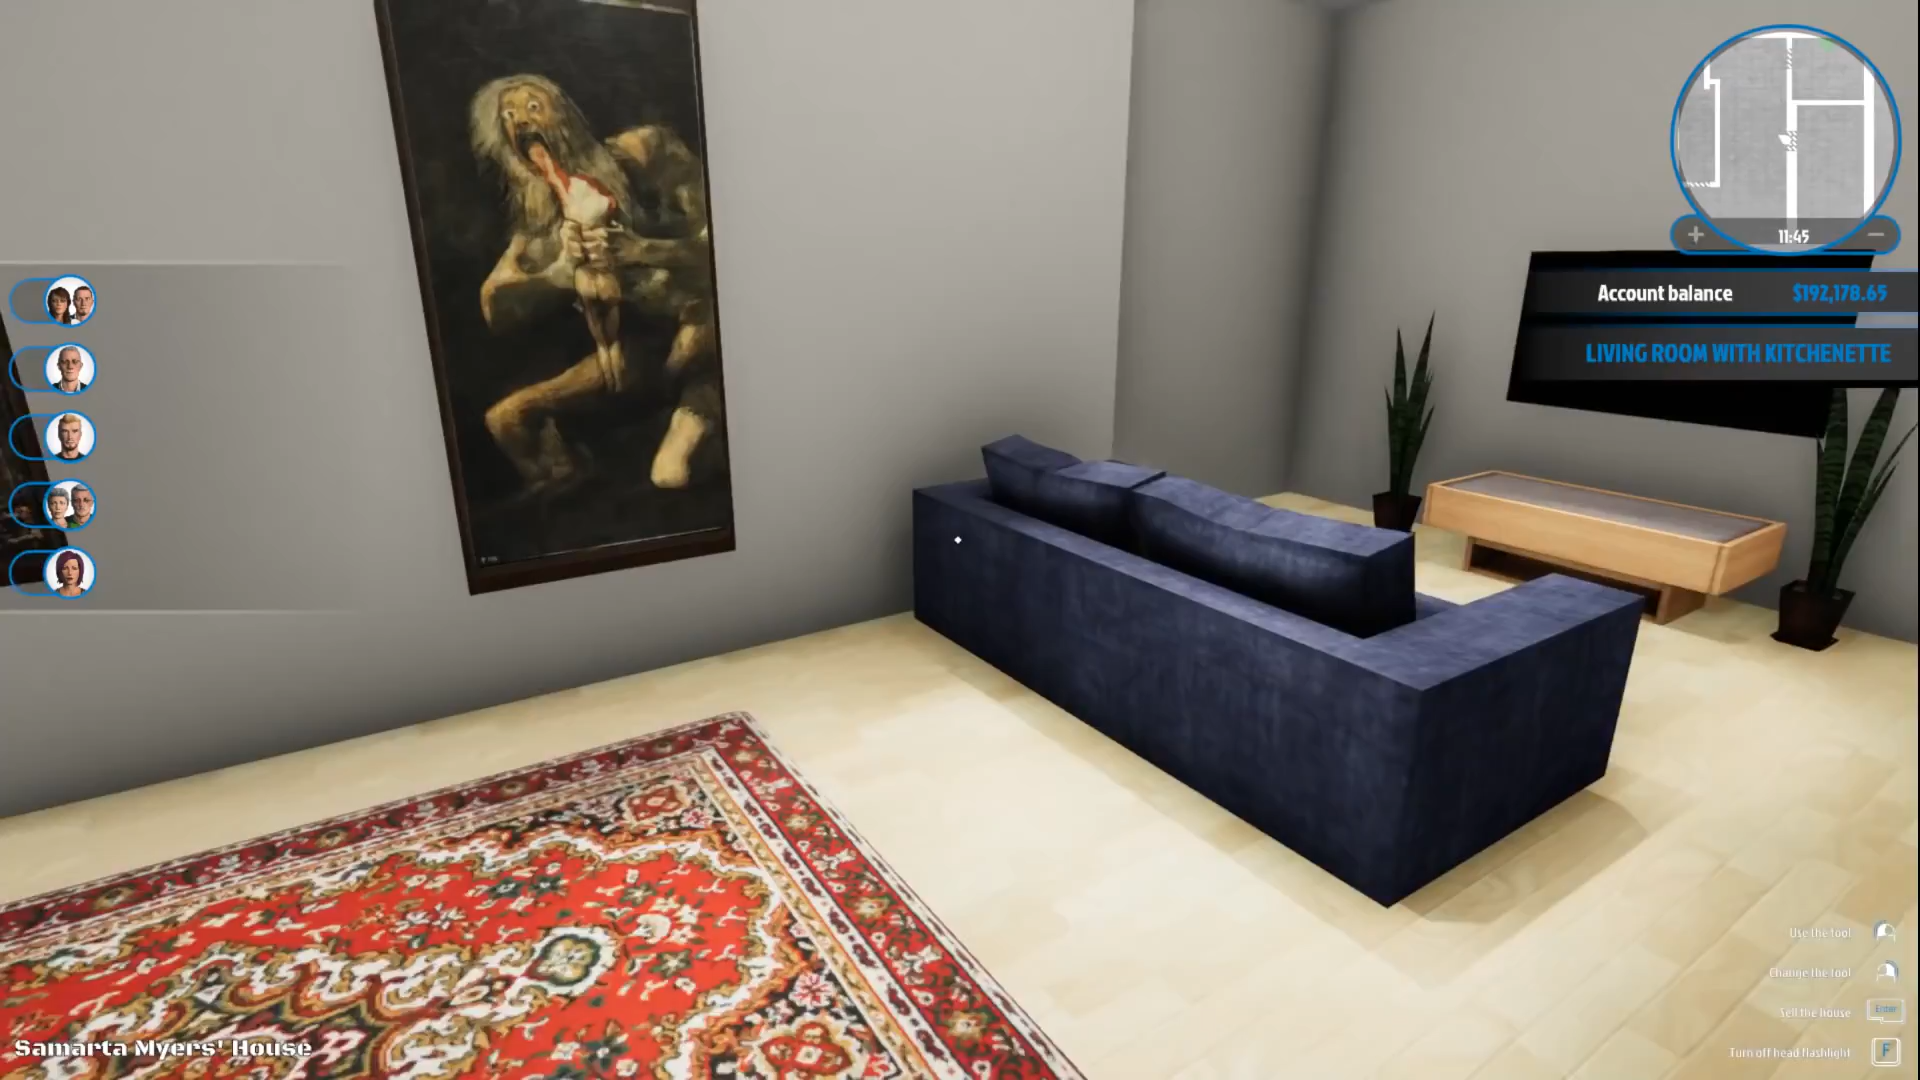 11:45
Account balance $192,178.65
LIVING ROOM WITH KITCHENETTE
Use the tool
Change the tool
Sell the house Enter
Turn off head flashlight F
Samarta Myers' House